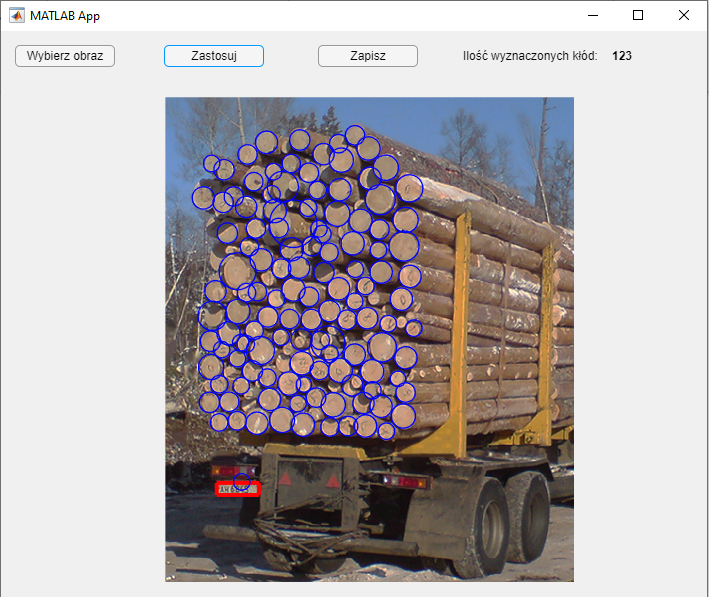 MATLAB App
Wybierz obraz
Zastosuj
Zapisz
Ilość wyznaczonych kłód: 123